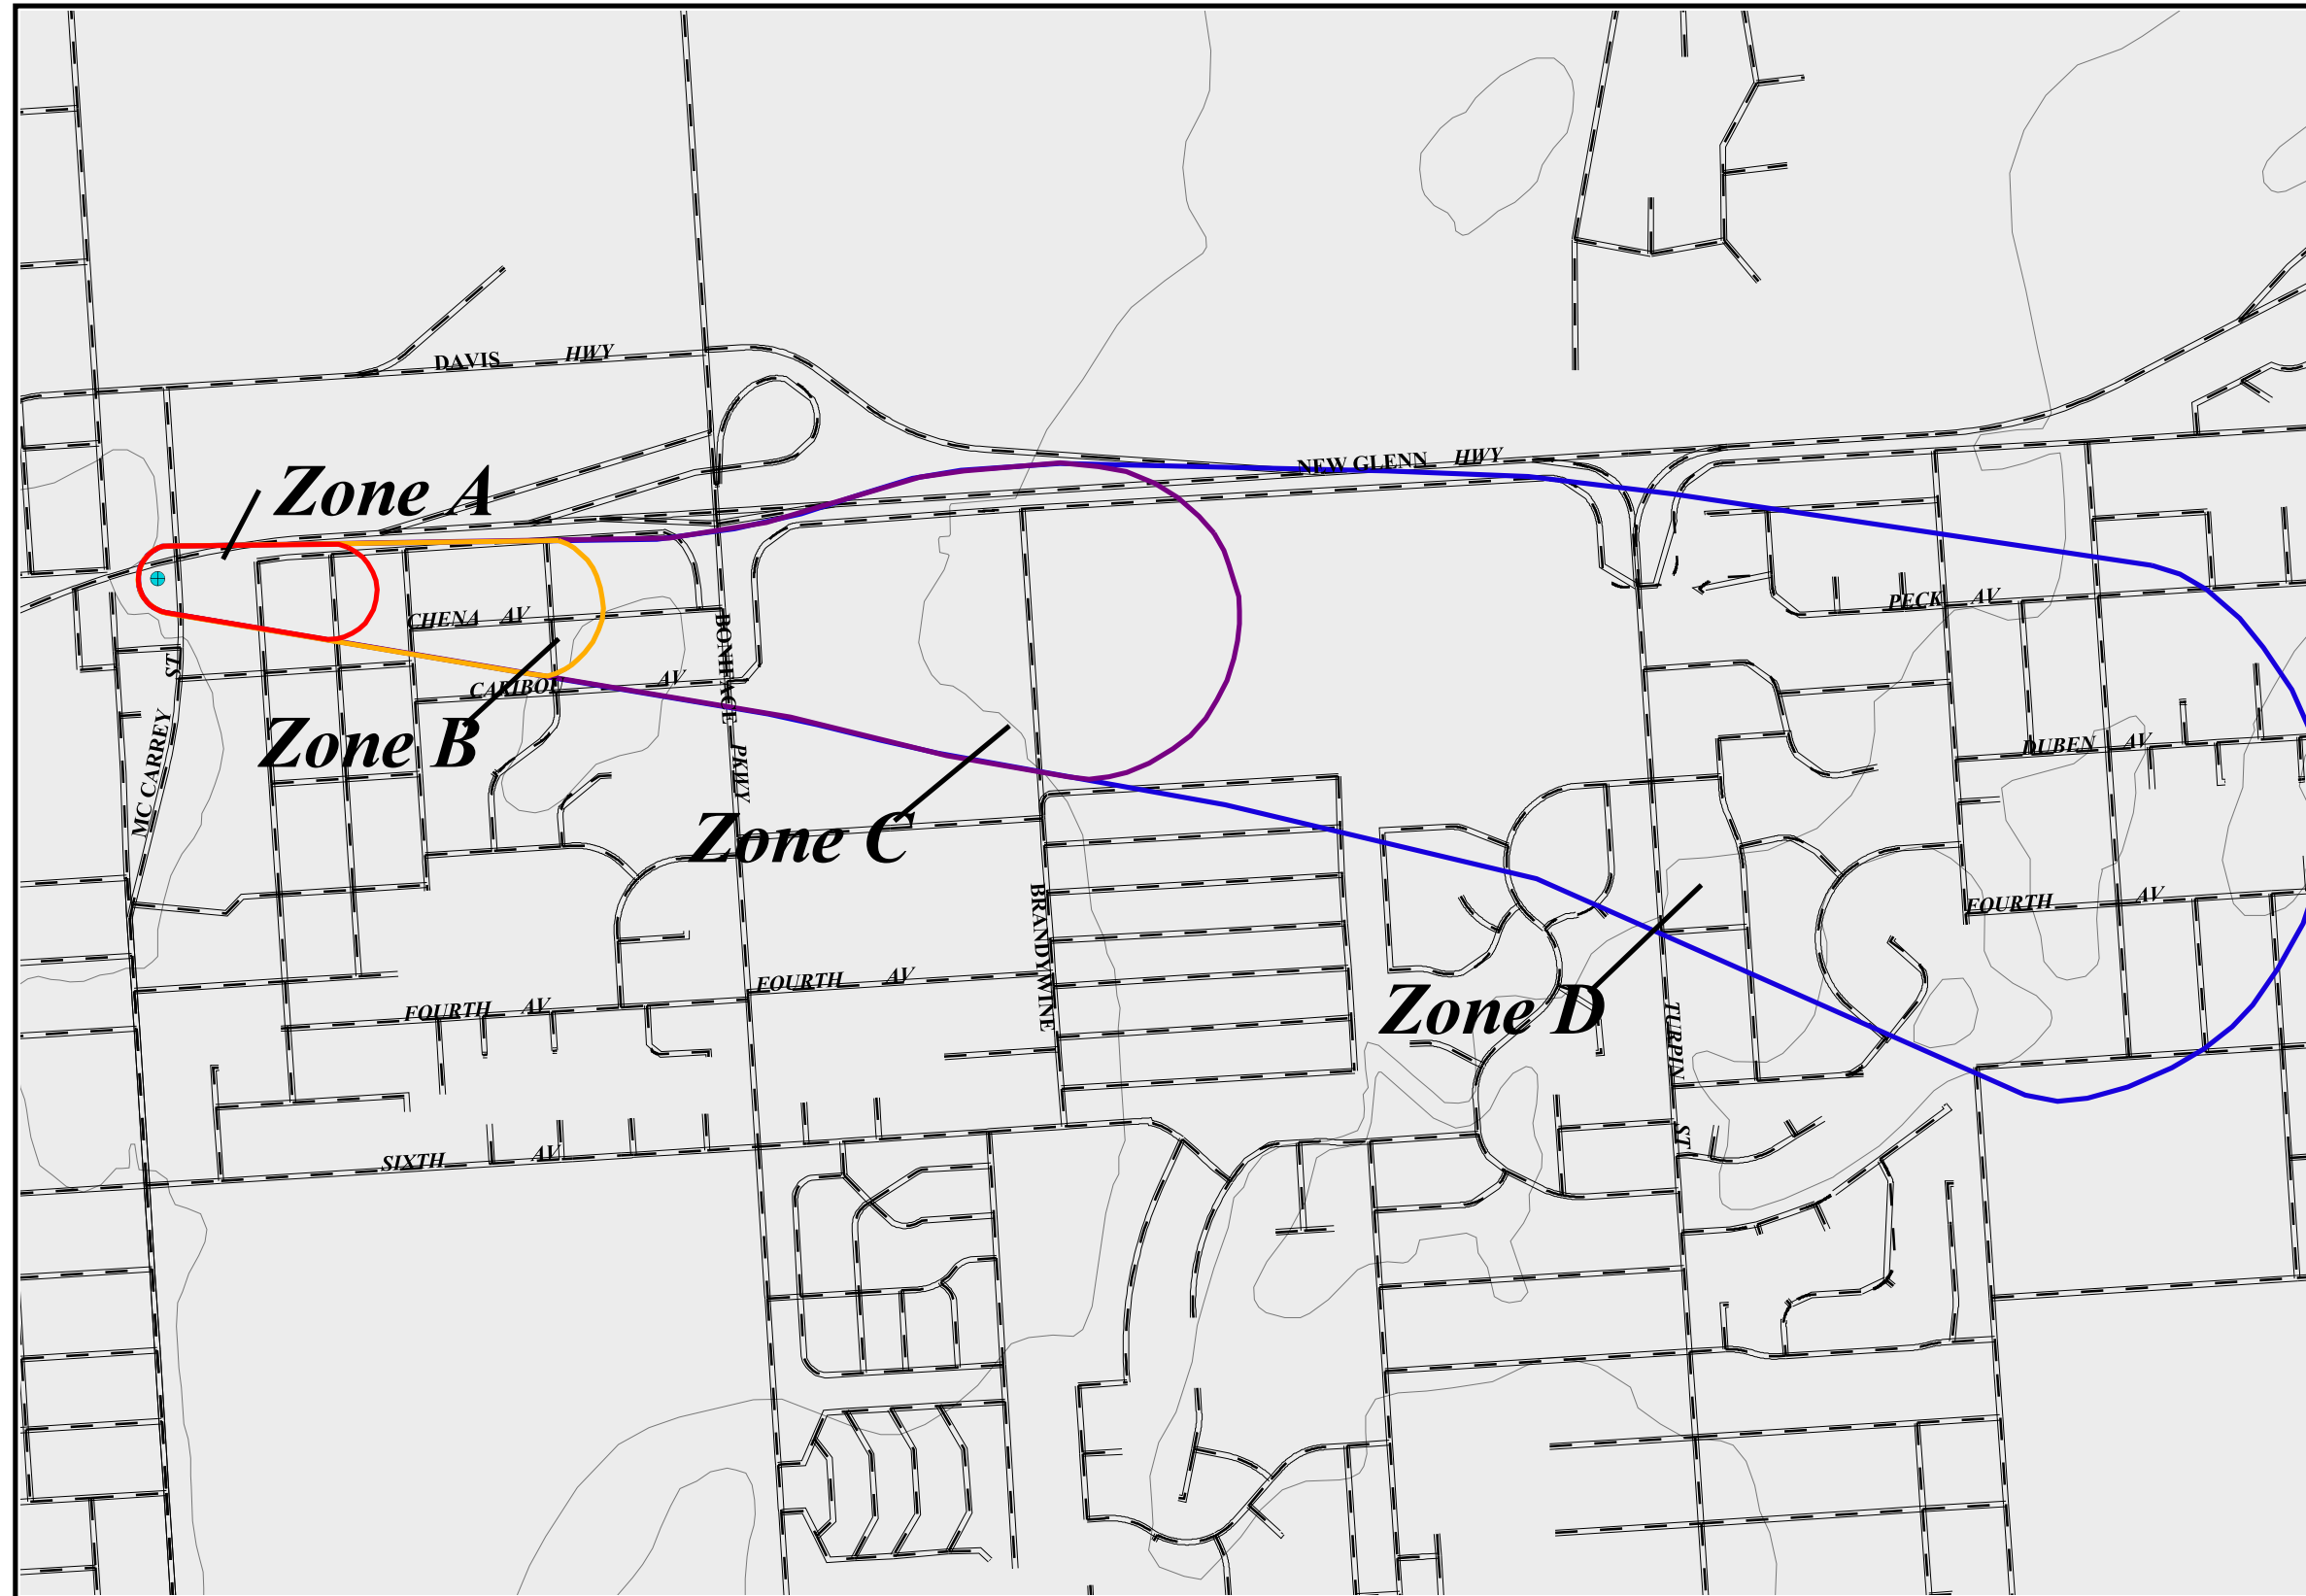 DAVIS HWY
NEW GLENN HWY
Zone A
CHENA AV
PECK AV
BONIFACE PKWY
ST
CARIBOU AV
MC CARREY
Zone B
DUBEN AV
Zone C
BRANDYWINE
FOURTH AV
FOURTH AV
FOURTH AV
Zone D
TURPIN ST
SIXTH AV